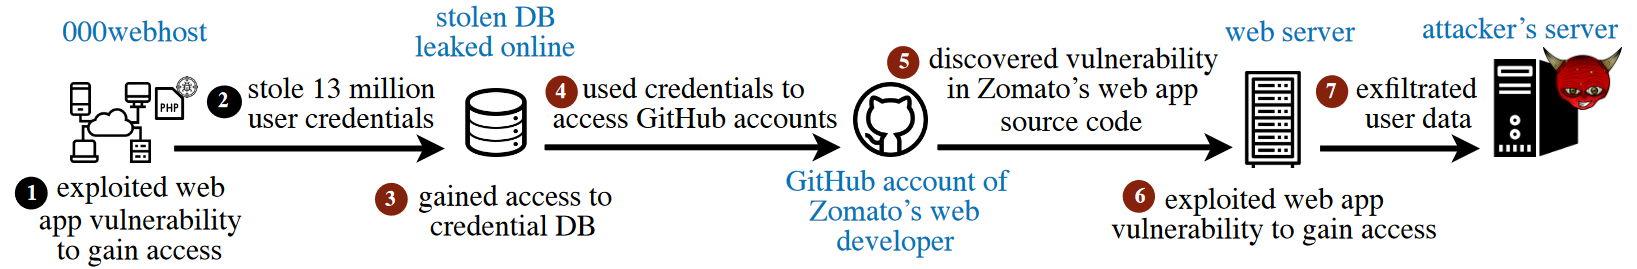 000webhost
PHP
1 exploited web
app vulnerability
to gain access
2 stole 13 million
user credentials
stolen DB
leaked online
3 gained access to
credential DB
4 used credentials to
access GitHub accounts
GitHub account of
Zomato's web
developer
5 discovered vulnerability
in Zomato's web app
source code
web server
6 exploited web app
vulnerability to gain access
7 exfiltrated
user data
attacker's server